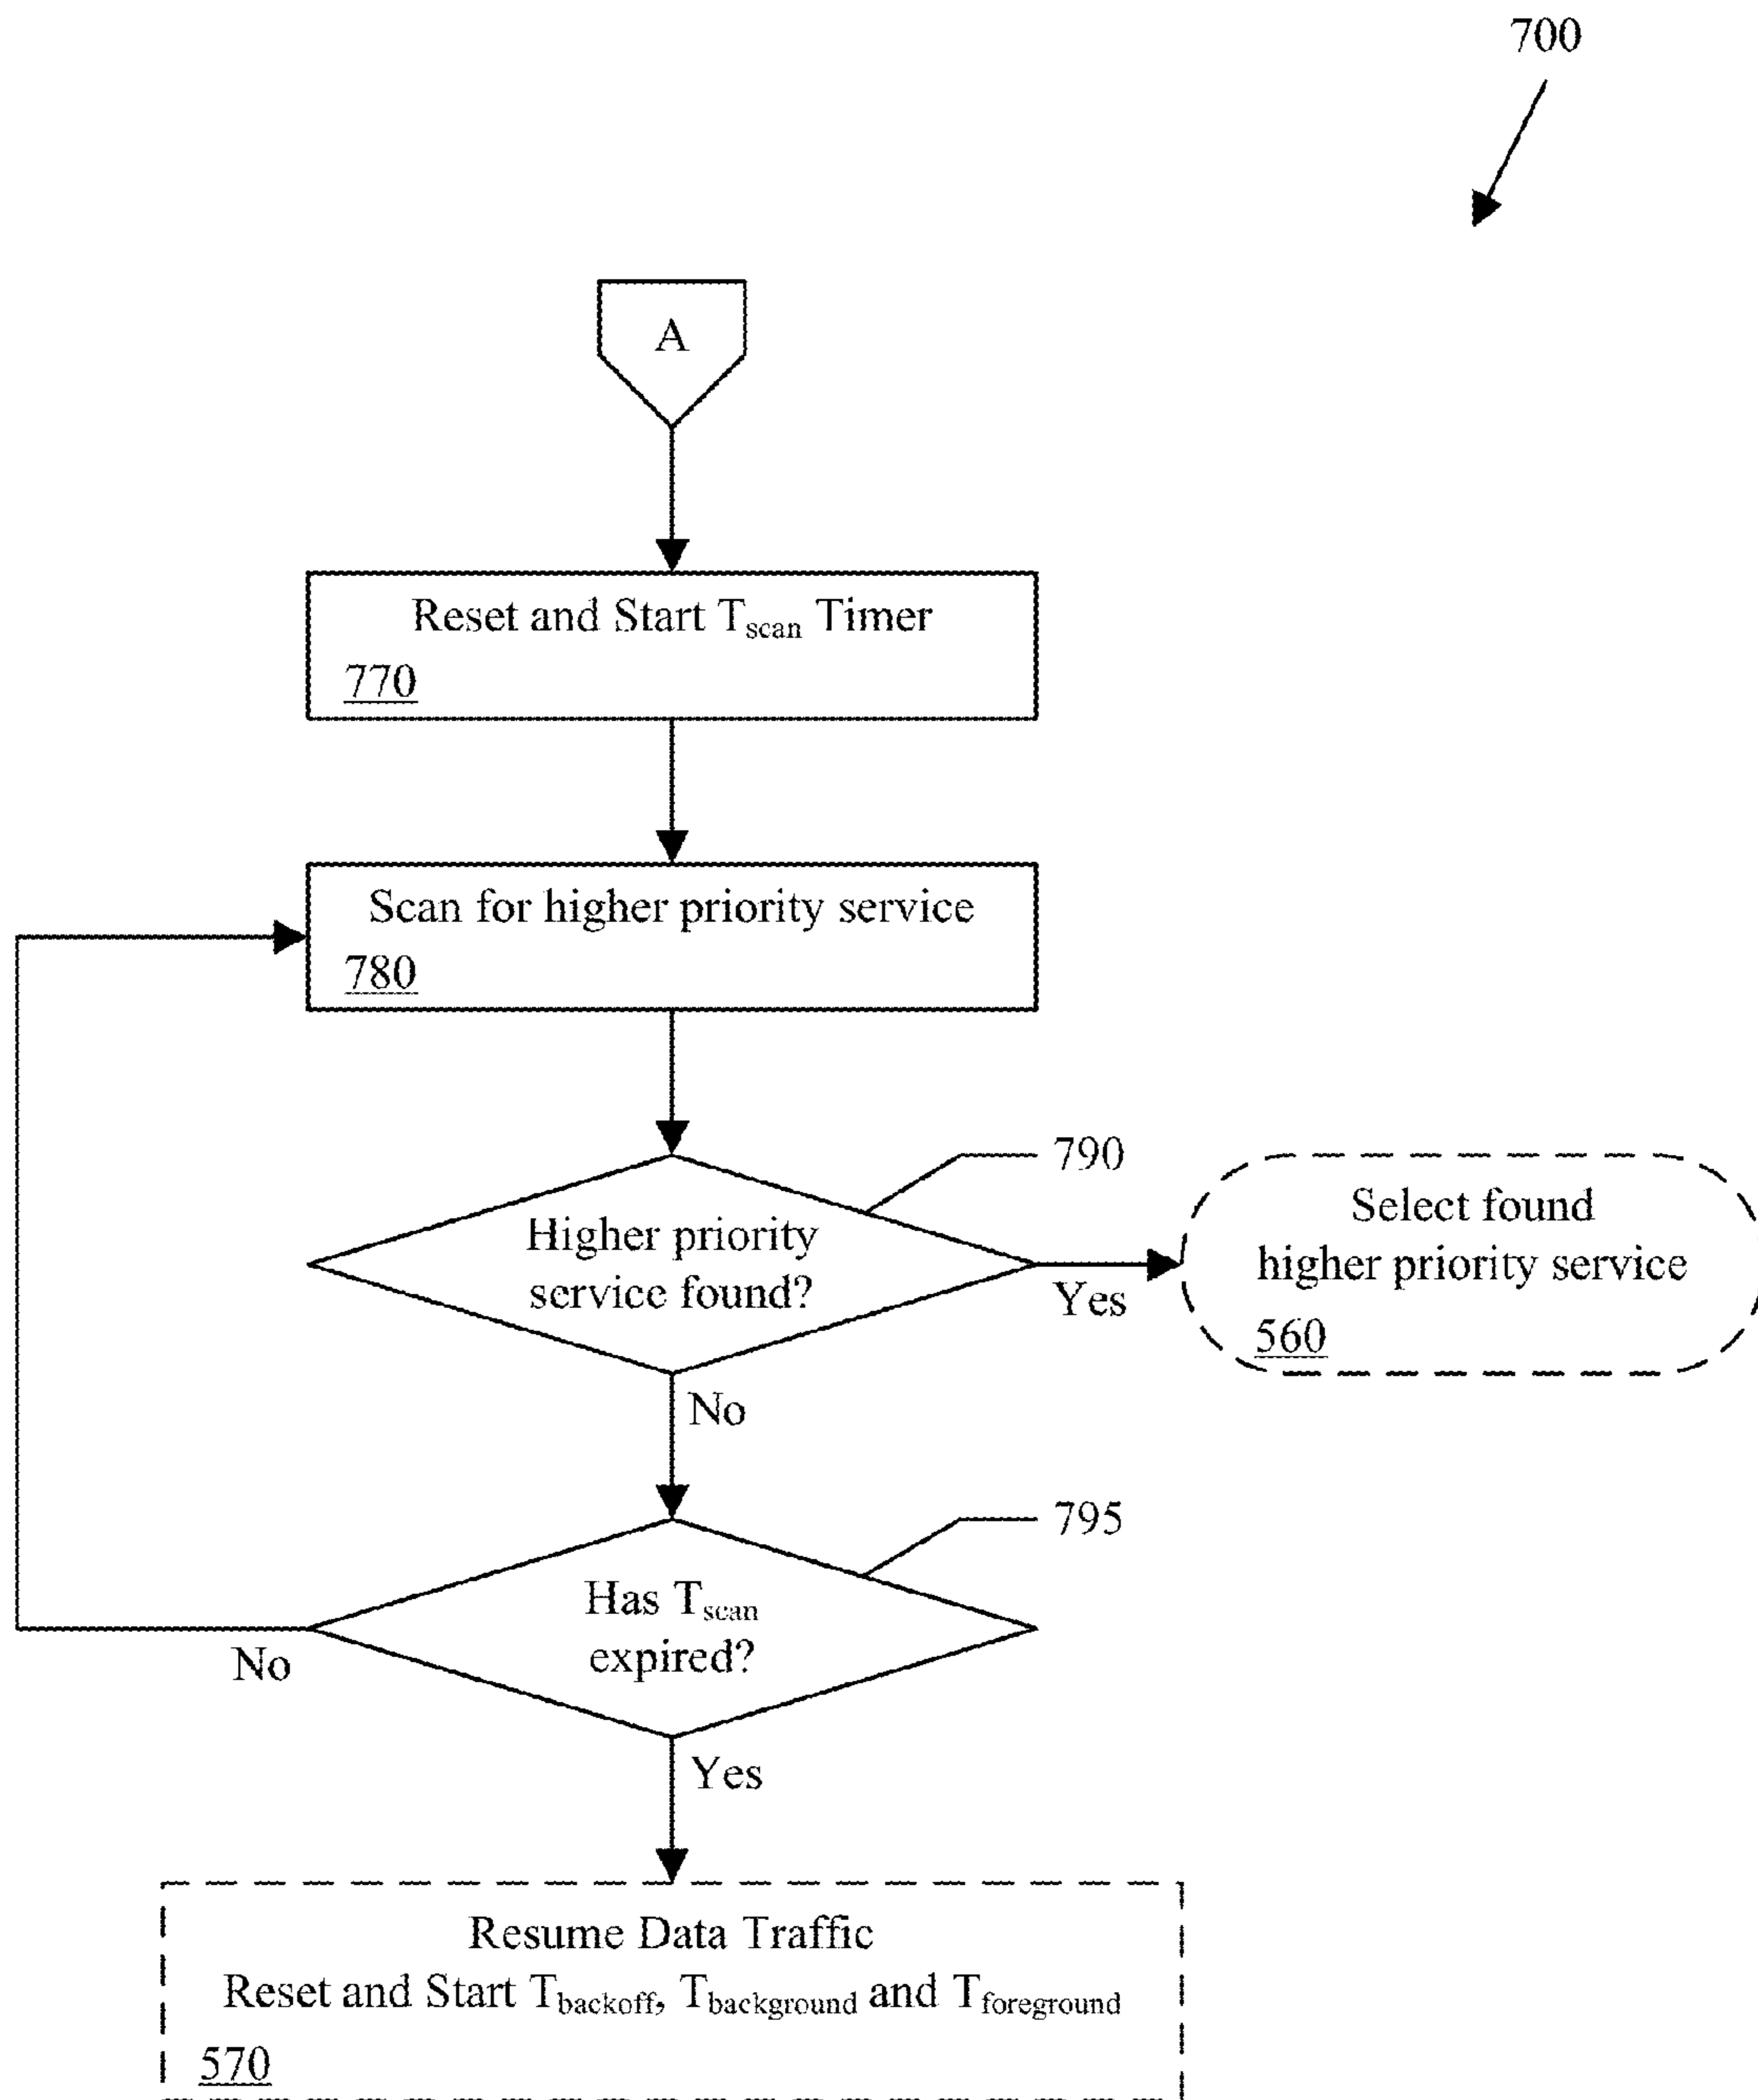 700
A
Reset and Start Tscan Timer
770
Scan for higher priority service
780
790
Higher priority
service found?
Yes
Select found
higher priority service
560
No
795
Has Tscan
expired?
No
Yes
Resume Data Traffic
Reset and Start Tbackoff, Tbackground and Tforeground
570